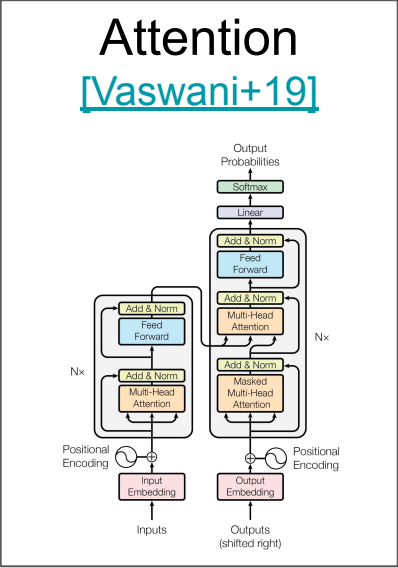 Attention
[Vaswani+19]
Output
Probabilities
Softmax
Linear
Add & Norm
Feed
Forward
Add & Norm
Multi-Head
Attention
Add & Norm
Masked
Multi-Head
Attention
N×
Positional
Encoding
Output
Embedding
Outputs
(shifted right)
Add & Norm
Feed
Forward
Add & Norm
Multi-Head
Attention
N×
Positional
Encoding
Input
Embedding
Inputs